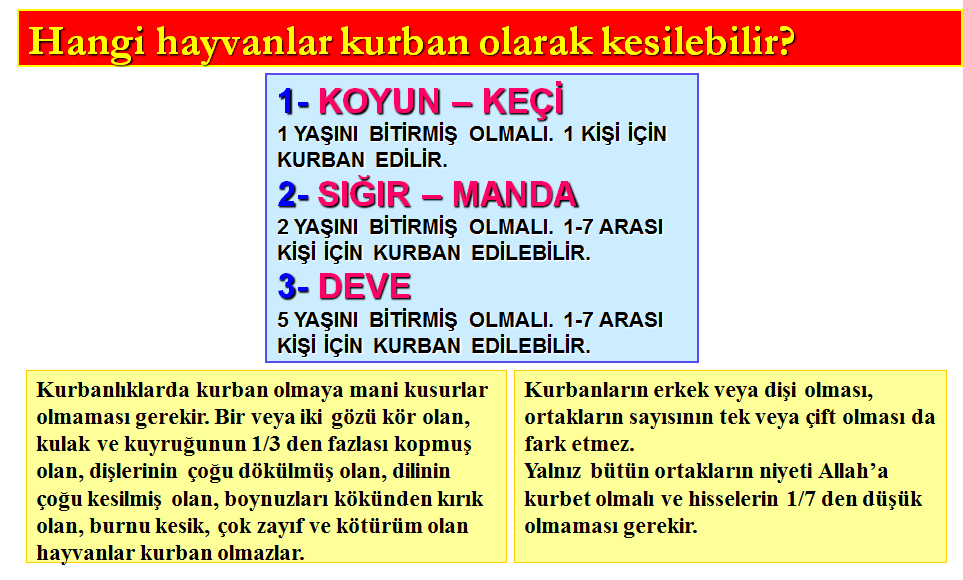 Hangi hayvanlar kurban olarak kesilebilir?
1- KOYUN – KEÇİ
1 YAŞINI BİTİRMİŞ OLMALI. 1 KİŞİ İÇİN
KURBAN EDİLİR.
2- SIĞIR – MANDA
2 YAŞINI BİTİRMİŞ OLMALI. 1-7 ARASI
KİŞİ İÇİN KURBAN EDİLEBİLİR.
3- DEVE
5 YAŞINI BİTİRMİŞ OLMALI. 1-7 ARASI
KİŞİ İÇİN KURBAN EDİLEBİLİR.
Kurbanlıklarda kurban olmaya mani kusurlar
olmaması gerekir. Bir veya iki gözü kör olan,
kulak ve kuyruğunun 1/3 den fazlası kopmuş
olan, dişlerinin çoğu dökülmüş olan, dilinin
çoğu kesilmiş olan, boynuzları kökünden kırık
olan, burnu kesik, çok zayıf ve kötürüm olan
hayvanlar kurban olmazlar.
Kurbanların erkek veya dişi olması,
ortakların sayısının tek veya çift olması da
fark etmez.
Yalnız bütün ortakların niyeti Allah’a
kurbet olmalı ve hisselerin 1/7 den düşük
olmaması gerekir.